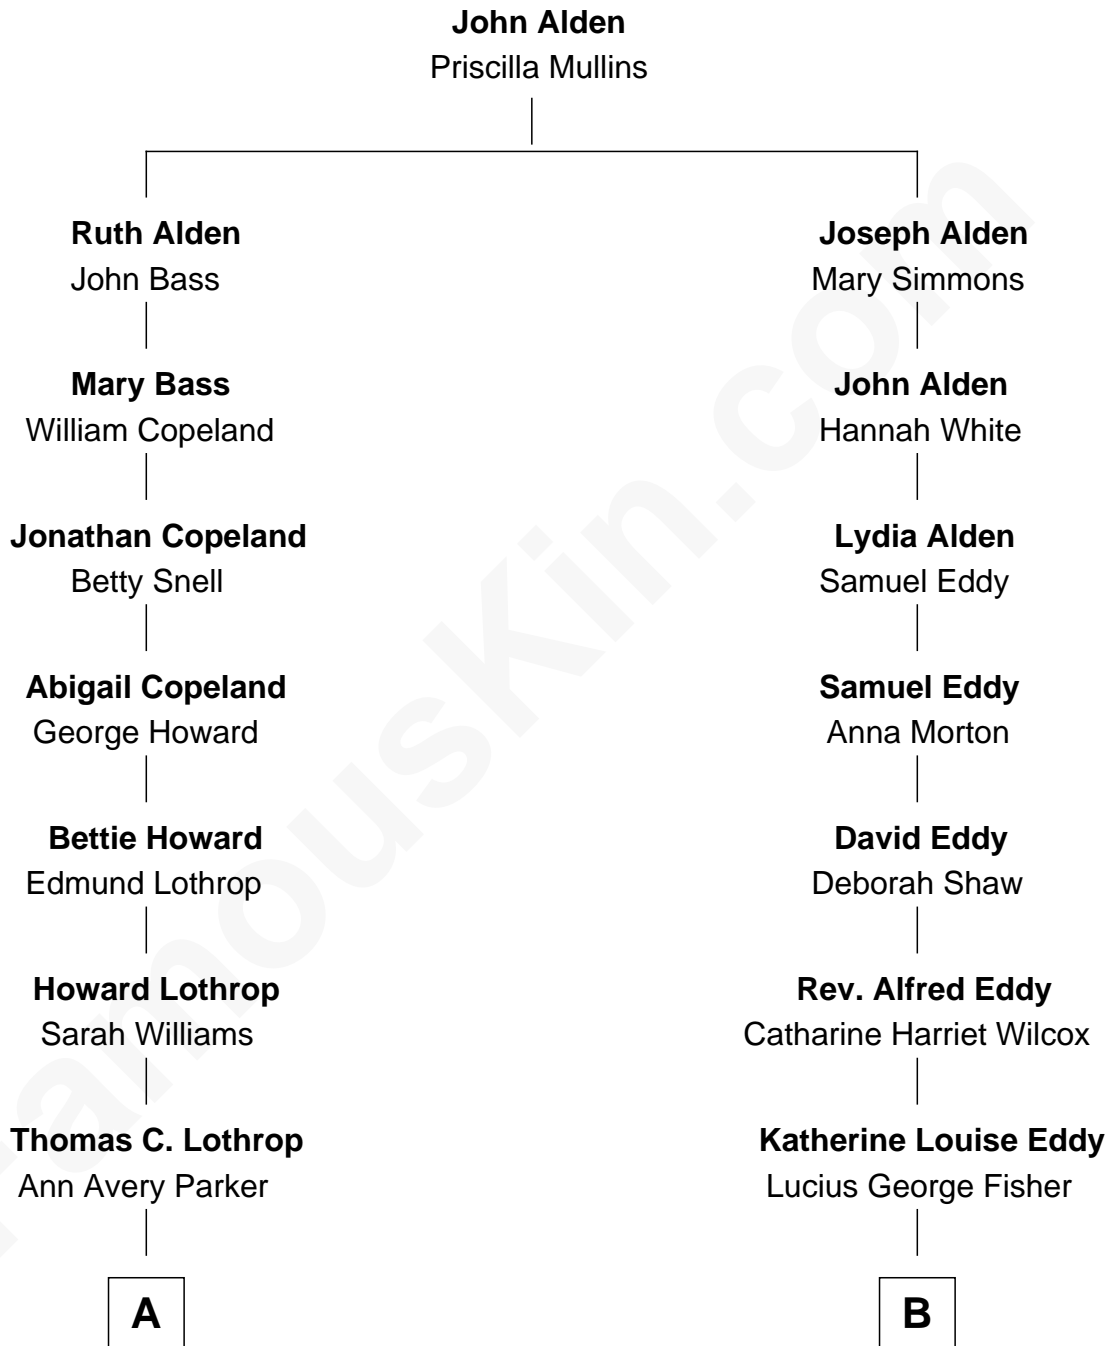 John Alden
Priscilla Mullins
Ruth Alden
John Bass
Joseph Alden
Mary Simmons
Mary Bass
William Copeland
John Alden
Hannah White
Jonathan Copeland
Betty Snell
Lydia Alden
Samuel Eddy
Abigail Copeland
George Howard
Samuel Eddy
Anna Morton
Bettie Howard
Edmund Lothrop
David Eddy
Deborah Shaw
Howard Lothrop
Sarah Williams
Rev. Alfred Eddy
Catharine Harriet Wilcox
Thomas C. Lothrop
Ann Avery Parker
Katherine Louise Eddy
Lucius George Fisher
A
B
FamousKin.com